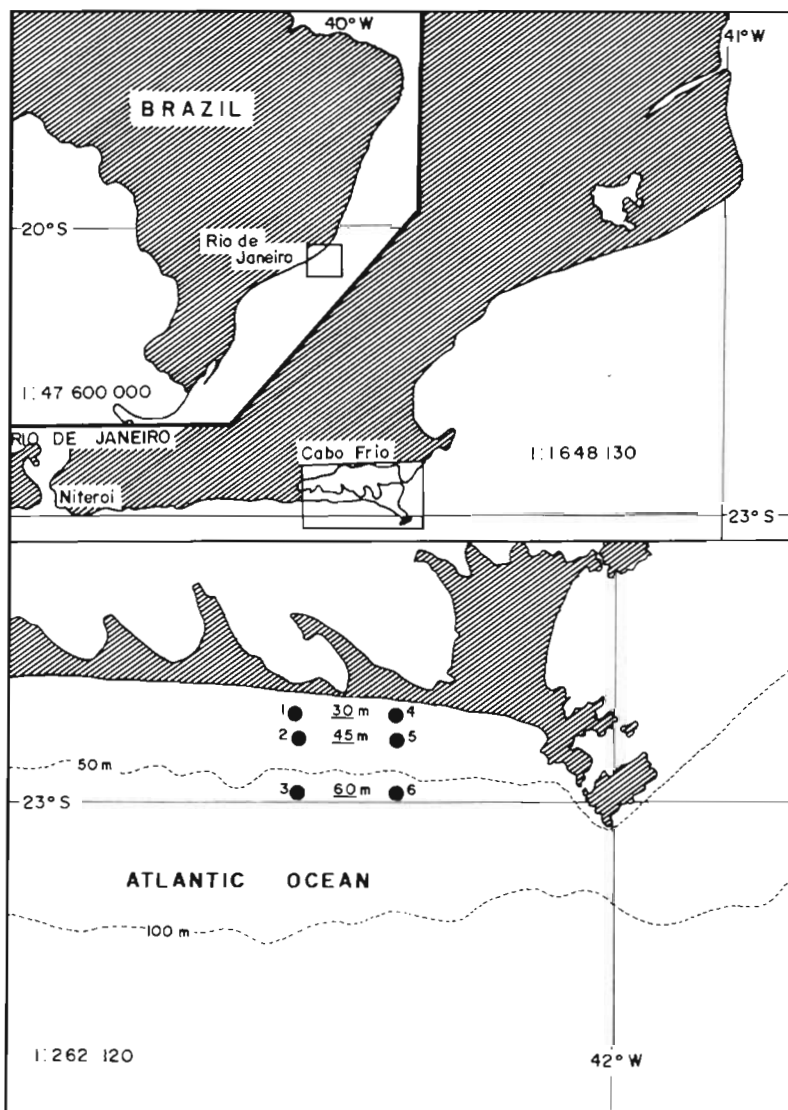 40°W
41°W
BRAZIL
20°S
Rio de
Janeiro
1:47 600 000
RIO DE JANEIRO
Cabo Frio
1:1648 130
Niteroi
23°S
1
30 m
4
2
45 m
5
50 m
3
60 m
6
23°S
ATLANTIC OCEAN
100 m
1:262 120
42°W